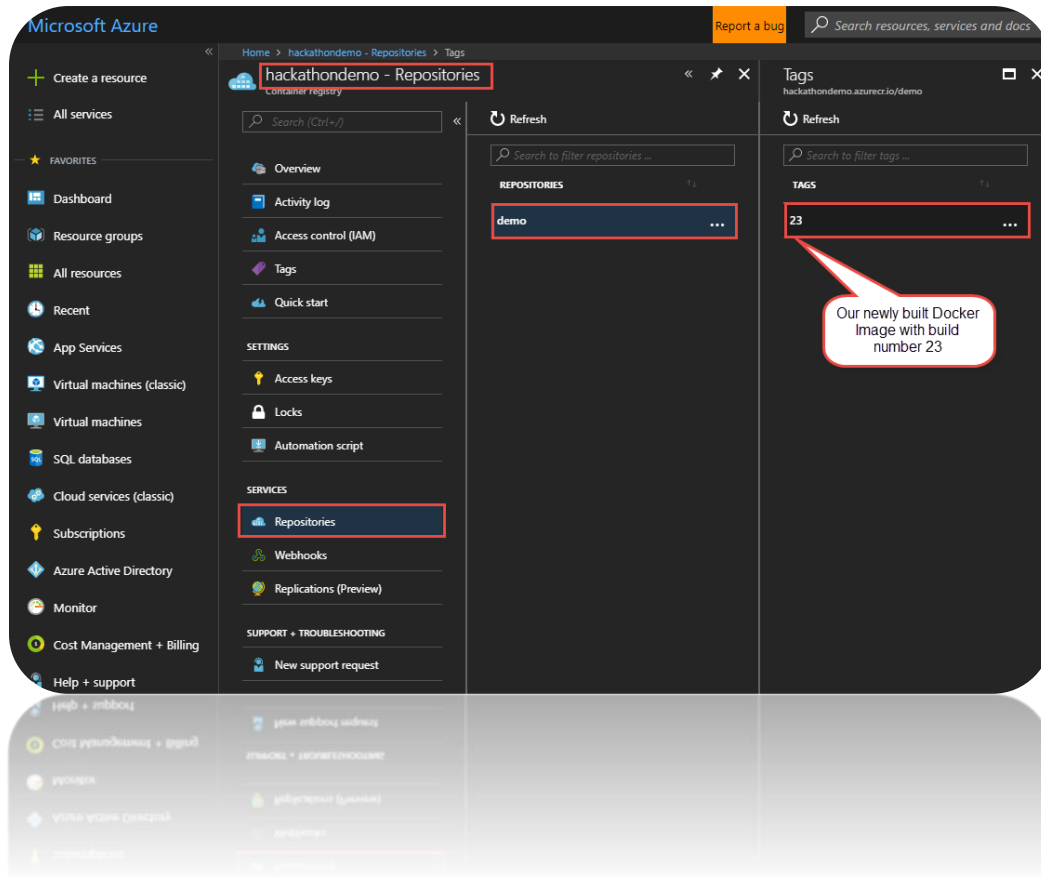 Microsoft Azure
Report a bug
Search resources, services and docs
Home > hackathondemo - Repositories > Tags
Create a resource
All services
FAVORITES
Dashboard
Resource groups
All resources
Recent
App Services
Virtual machines (classic)
Virtual machines
SQL databases
Cloud services (classic)
Subscriptions
Azure Active Directory
Monitor
Cost Management + Billing
Help + support
hackathondemo - Repositories
Container registry
Search (Ctrl+/)
Overview
Activity log
Access control (IAM)
Tags
Quick start
SETTINGS
Access keys
Locks
Automation script
SERVICES
Repositories
Webhooks
Replications (Preview)
SUPPORT + TROUBLESHOOTING
New support request
Refresh
Search to filter repositories ...
REPOSITORIES
demo
Tags
hackathondemo.azurecr.io/demo
Refresh
Search to filter tags ...
TAGS
23
Our newly built Docker
Image with build
number 23